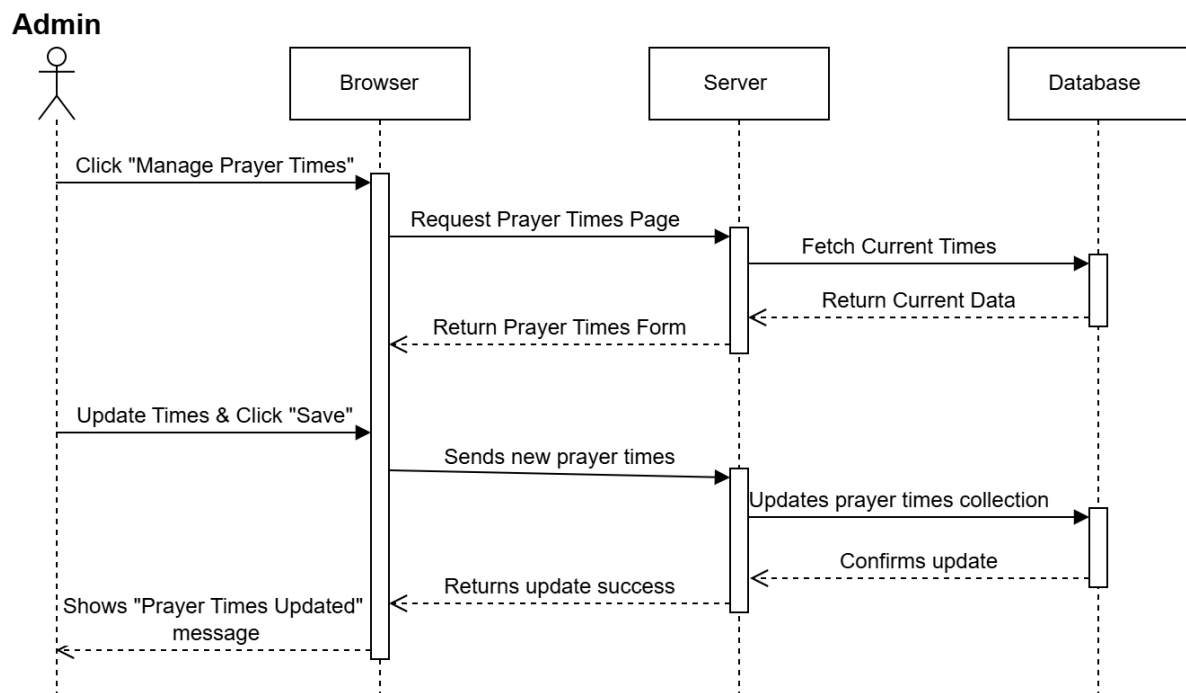 Admin
Browser
Server
Database
Click "Manage Prayer Times"
Request Prayer Times Page
Fetch Current Times
Return Current Data
Return Prayer Times Form
Update Times & Click "Save"
Sends new prayer times
Updates prayer times collection
Confirms update
Returns update success
Shows "Prayer Times Updated"
message